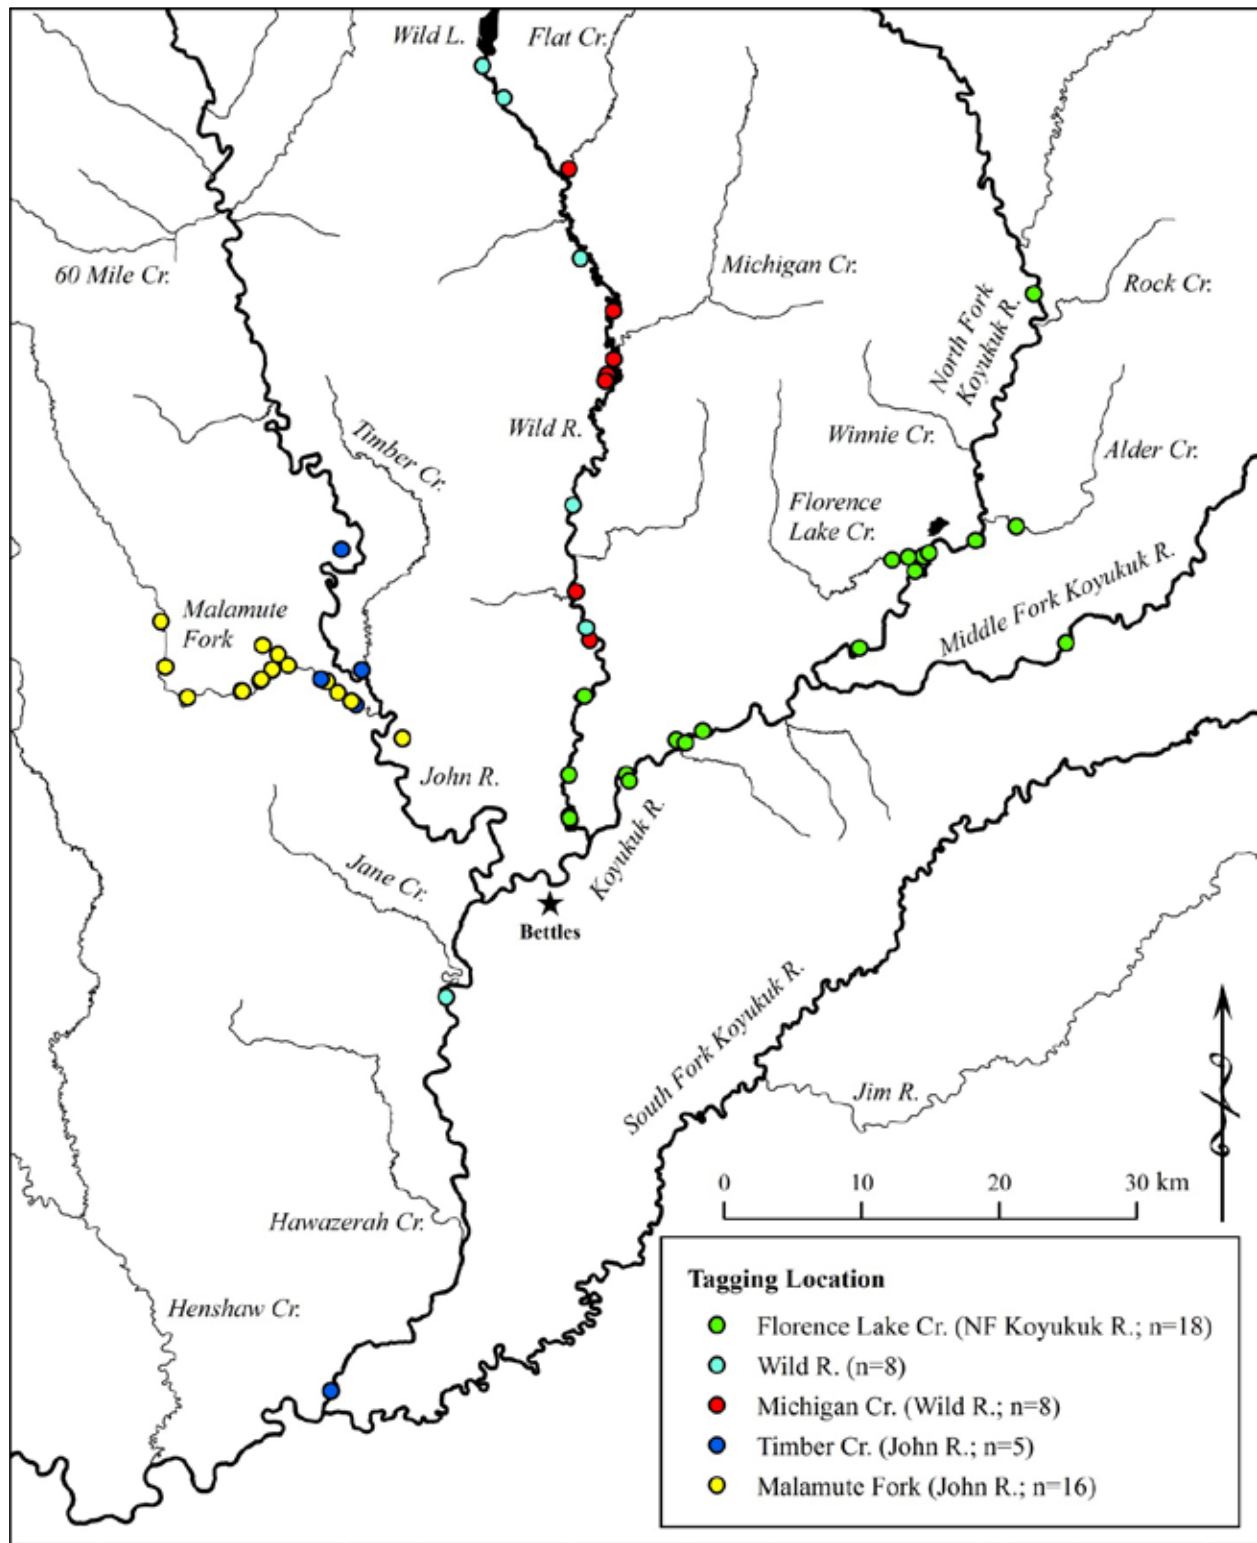 Wild L.
Flat Cr.
60 Mile Cr.
Michigan Cr.
Rock Cr.
North Fork
Koyukuk R.
Timber Cr.
Wild R.
Winnie Cr.
Alder Cr.
Florence
Lake Cr.
Malamute
Fork
Middle Fork Koyukuk R.
John R.
Koyukuk R.
Jane Cr.
Bettles
South Fork Koyukuk R.
Jim R.
Hawazerah Cr.
Henshaw Cr.
0 10 20 30 km
Tagging Location
Florence Lake Cr. (NF Koyukuk R.; n=18)
Wild R. (n=8)
Michigan Cr. (Wild R.; n=8)
Timber Cr. (John R.; n=5)
Malamute Fork (John R.; n=16)